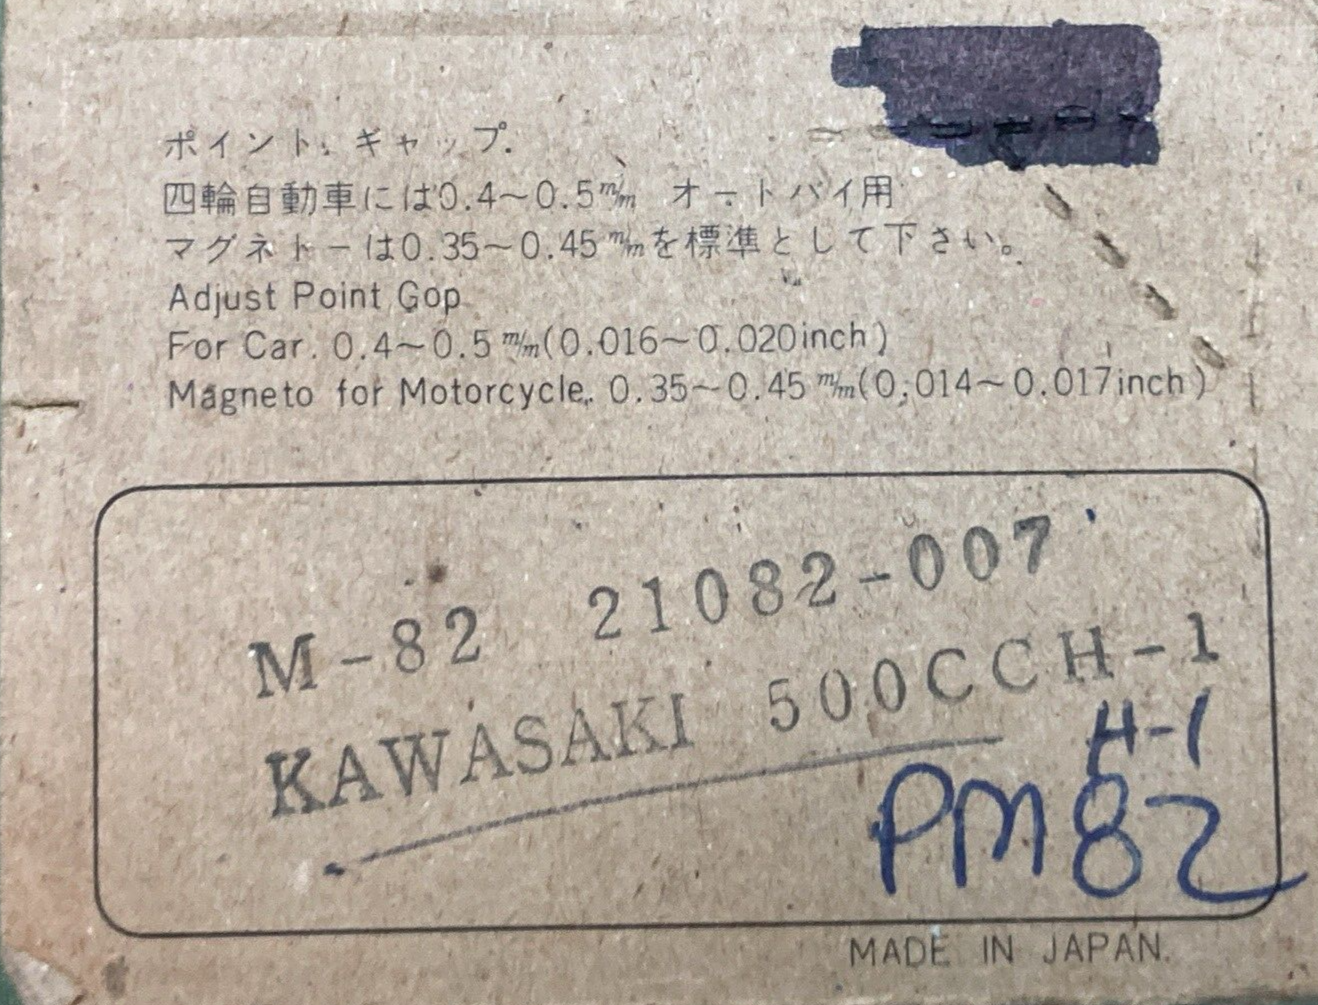 ポイント.ギャップ.
四輪自動車には0.4～0.5m/m オートバイ用
マグネトーは0.35～0.45m/mを標準として下さい。
Adjust Point Gop
For Car. 0.4～0.5m/m(0.016～0.020inch)
Magneto for Motorcycle. 0.35～0.45m/m(0.014～0.017inch)
M-82 21082-007
KAWASAKI 500CCH-1
H-1
PM82
MADE IN JAPAN.